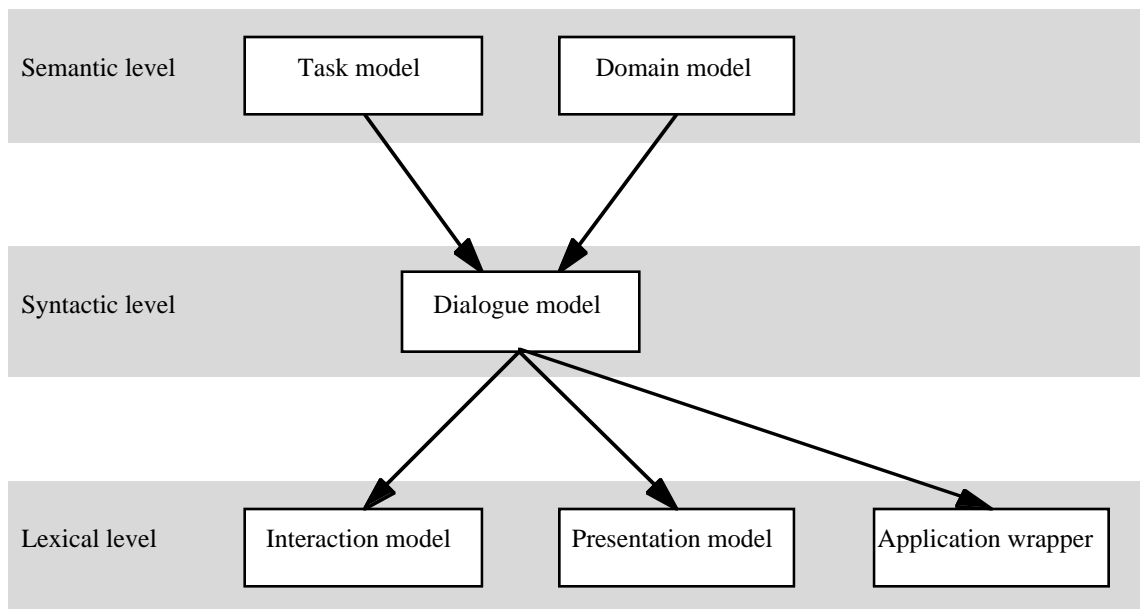 Semantic level
Task model
Domain model
Syntactic level
Dialogue model
Lexical level
Interaction model
Presentation model
Application wrapper